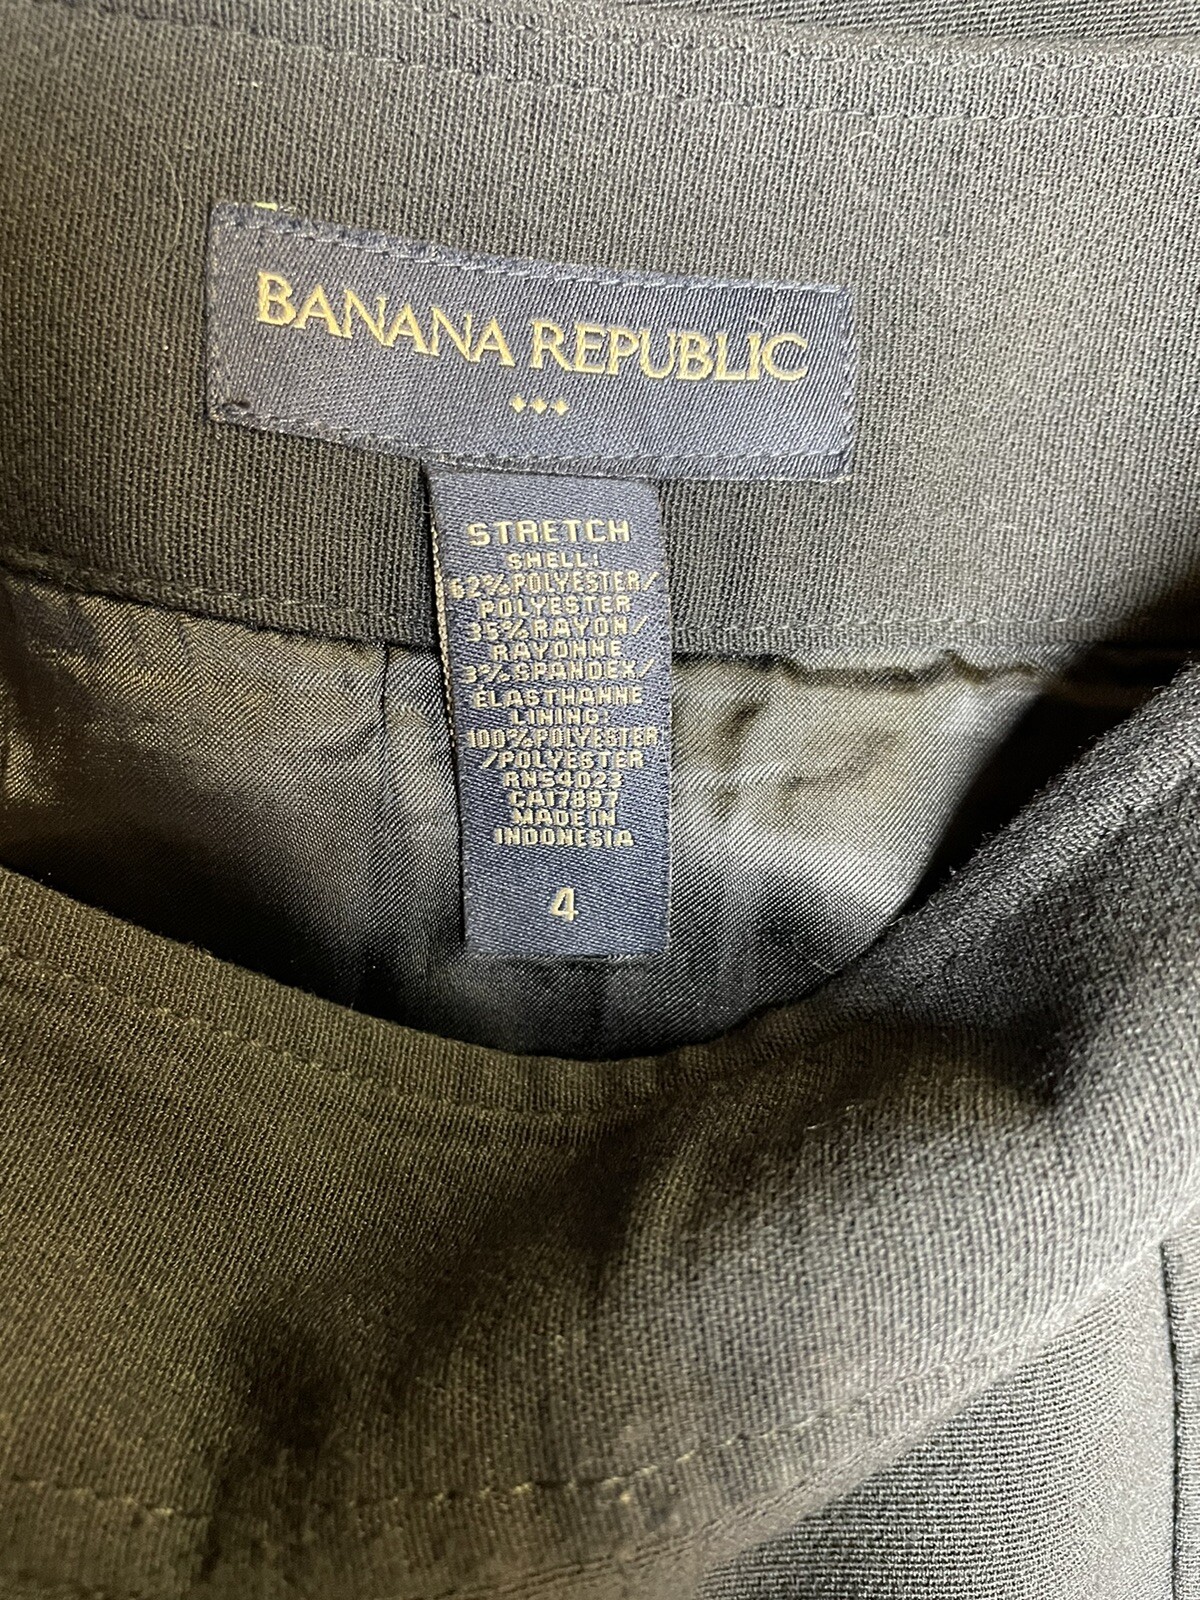 BANANA REPUBLIC
STRETCH
SHELL:
62%POLYESTER/
POLYESTER
35%RAYON/
RAYONNE
3%SPANDEX/
ÉLASTHANNE
LINING:
100%POLYESTER
/POLYESTER
RN54023
CA17897
MADE IN
INDONESIA
4